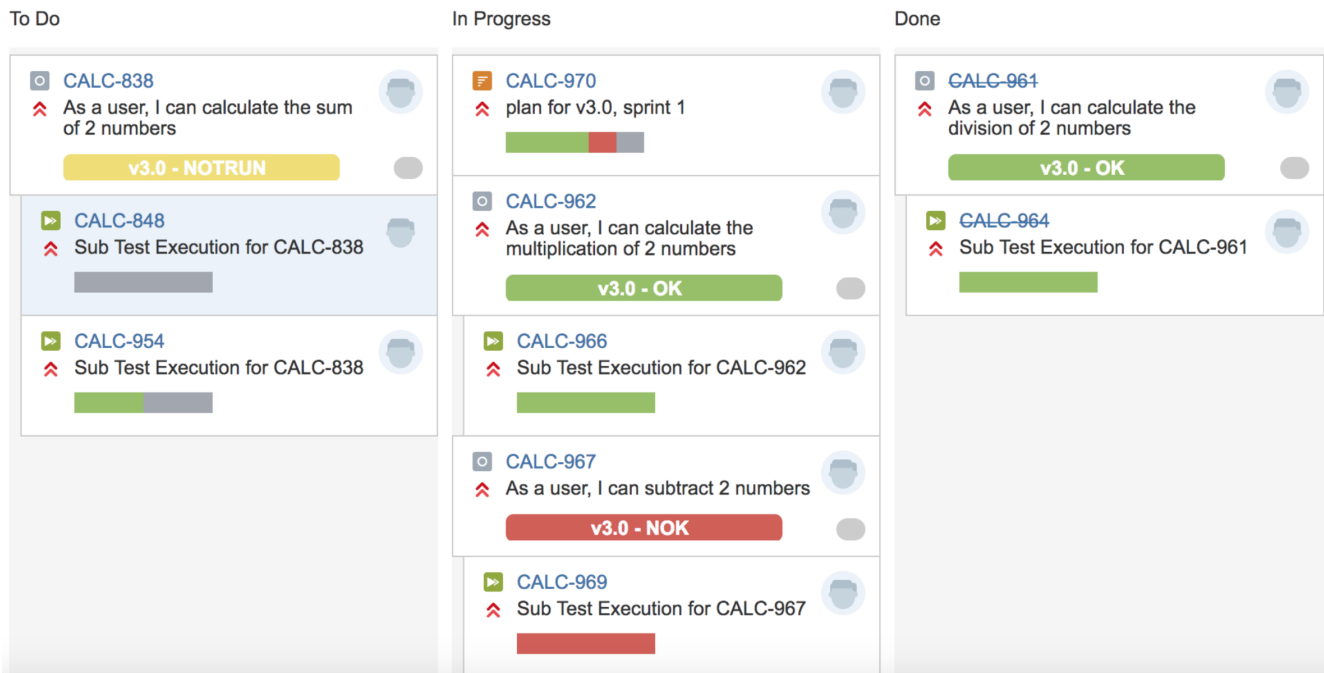 To Do
CALC-838
As a user, I can calculate the sum
of 2 numbers
v3.0 - NOTRUN
CALC-848
Sub Test Execution for CALC-838
CALC-954
Sub Test Execution for CALC-838
In Progress
CALC-970
plan for v3.0, sprint 1
CALC-962
As a user, I can calculate the
multiplication of 2 numbers
v3.0 - OK
CALC-966
Sub Test Execution for CALC-962
CALC-967
As a user, I can subtract 2 numbers
v3.0 - NOK
CALC-969
Sub Test Execution for CALC-967
Done
CALC-961
As a user, I can calculate the
division of 2 numbers
v3.0 - OK
CALC-964
Sub Test Execution for CALC-961